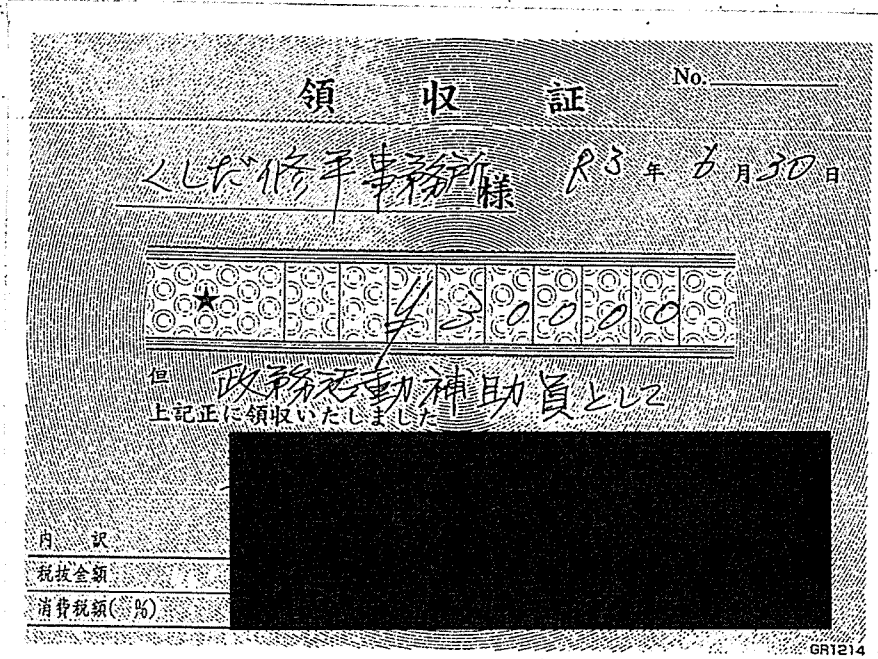 領収証
No.
くしだ修平事務所様 R3年6月30日
★ ¥30000
但 政務活動補助員として
上記正に領収いたしました
内訳
税抜金額
消費税額( %)
GR1214